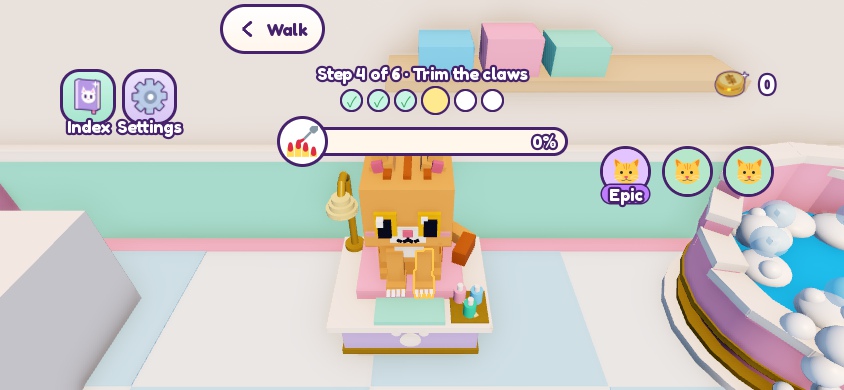 Walk
Step 4 of 6 • Trim the claws
0
Index Settings
0%
Epic